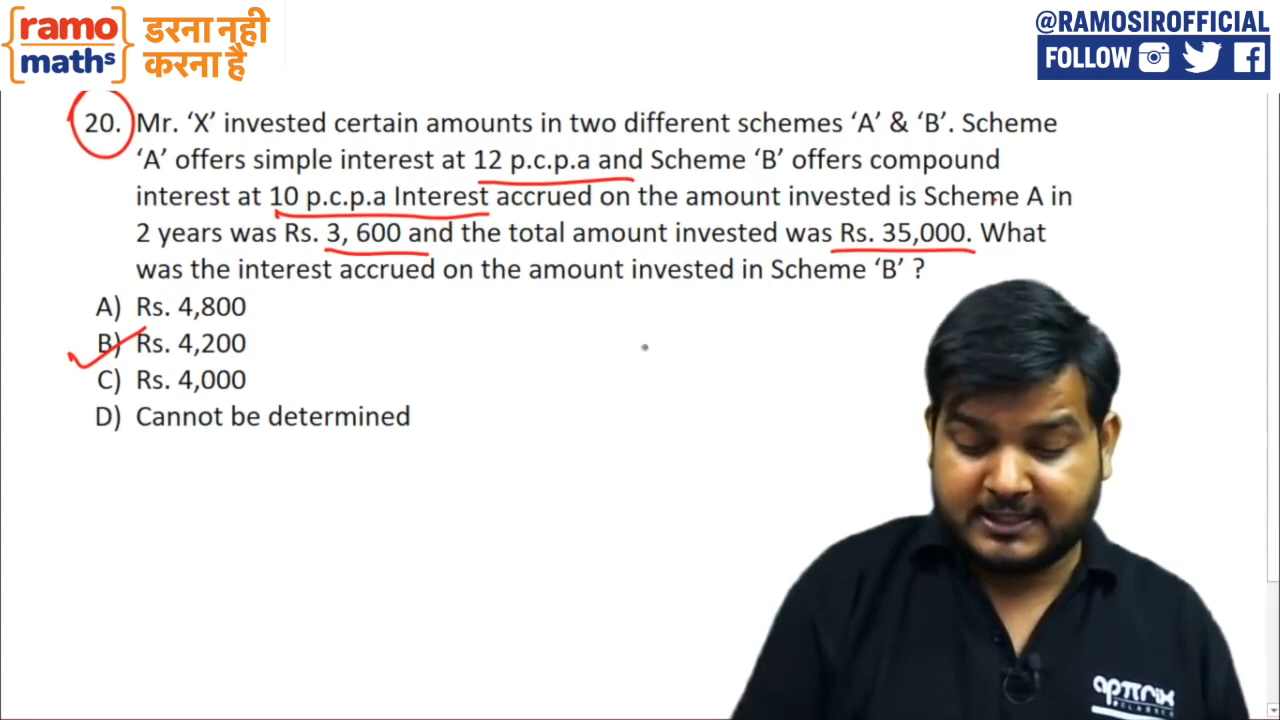 ramo
maths
डरना नही
करना है
@RAMOSIROFFICIAL
FOLLOW
20. Mr. ‘X’ invested certain amounts in two different schemes ‘A’ & ‘B’. Scheme
‘A’ offers simple interest at 12 p.c.p.a and Scheme ‘B’ offers compound
interest at 10 p.c.p.a Interest accrued on the amount invested is Scheme A in
2 years was Rs. 3, 600 and the total amount invested was Rs. 35,000. What
was the interest accrued on the amount invested in Scheme ‘B’ ?
A) Rs. 4,800
B) Rs. 4,200
C) Rs. 4,000
D) Cannot be determined
apπrix
CLASSES